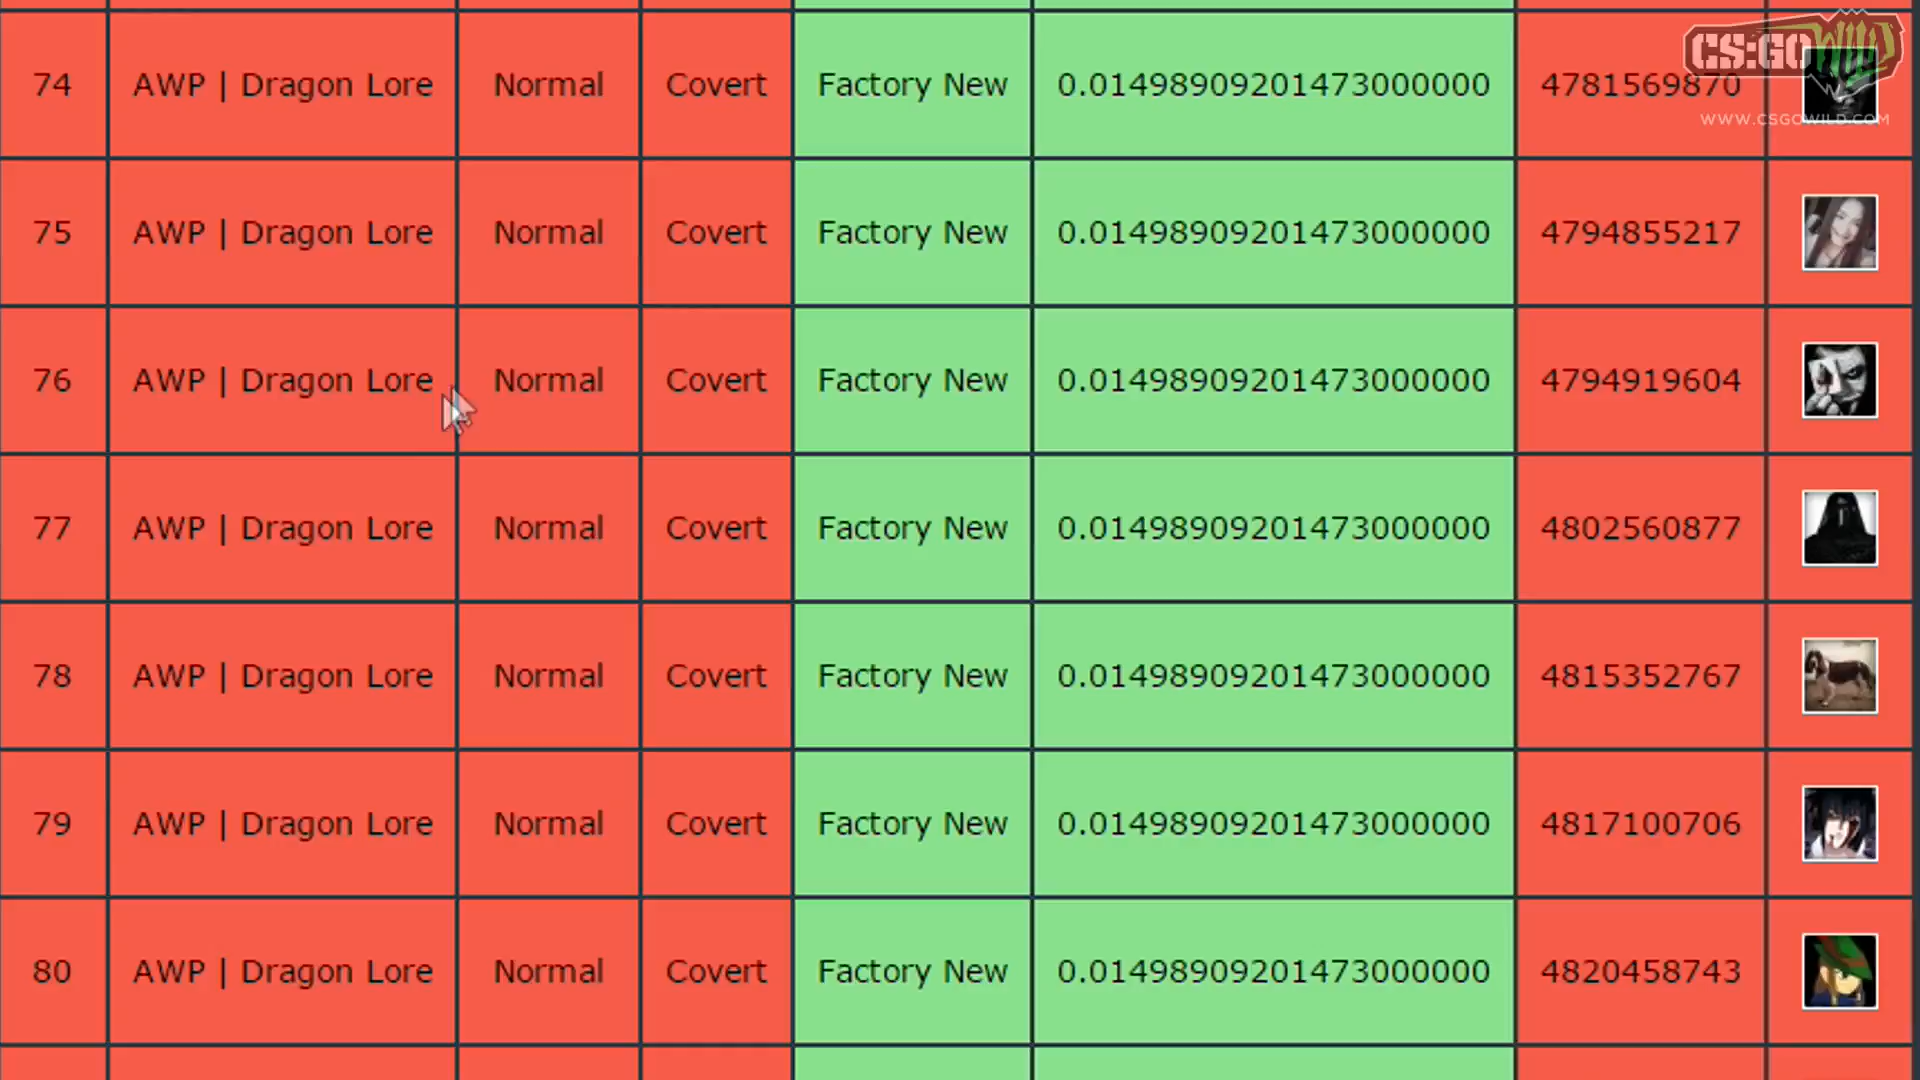 CS:GO WILD
WWW.CSGOWILD.COM
74 AWP | Dragon Lore Normal Covert Factory New 0.01498909201473000000 4781569870
75 AWP | Dragon Lore Normal Covert Factory New 0.01498909201473000000 4794855217
76 AWP | Dragon Lore Normal Covert Factory New 0.01498909201473000000 4794919604
77 AWP | Dragon Lore Normal Covert Factory New 0.01498909201473000000 4802560877
78 AWP | Dragon Lore Normal Covert Factory New 0.01498909201473000000 4815352767
79 AWP | Dragon Lore Normal Covert Factory New 0.01498909201473000000 4817100706
80 AWP | Dragon Lore Normal Covert Factory New 0.01498909201473000000 4820458743